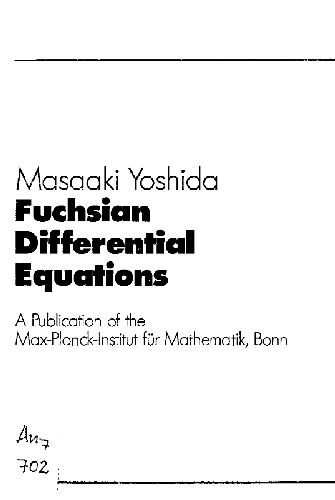 Masaaki Yoshida
Fuchsian
Differential
Equations
A Publication of the
Max-Planck-Institut für Mathematik, Bonn
702